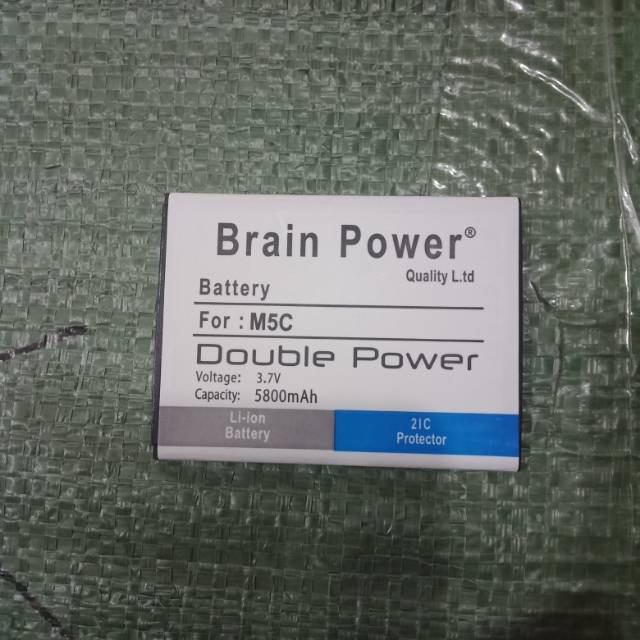 Brain Power®
Quality L.td
Battery
For : M5C
Double Power
Voltage: 3.7V
Capacity: 5800mAh
Li-ion
Battery
2IC
Protector